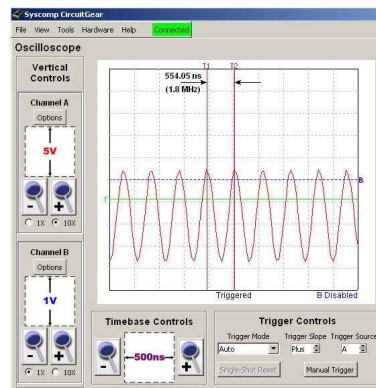 Syscomp CircuitGear
File View Tools Hardware Help Connected
Oscilloscope
Vertical
Controls
Channel A
Options
5V
- +
1X 10X
Channel B
Options
1V
- +
1X 10X
T1 T2
554.05 ns
(1.8 MHz)
B
T
Triggered
B Disabled
Timebase Controls
- 500ns +
Trigger Controls
Trigger Mode Trigger Slope Trigger Source
Auto Plus A
Single-Shot Reset Manual Trigger